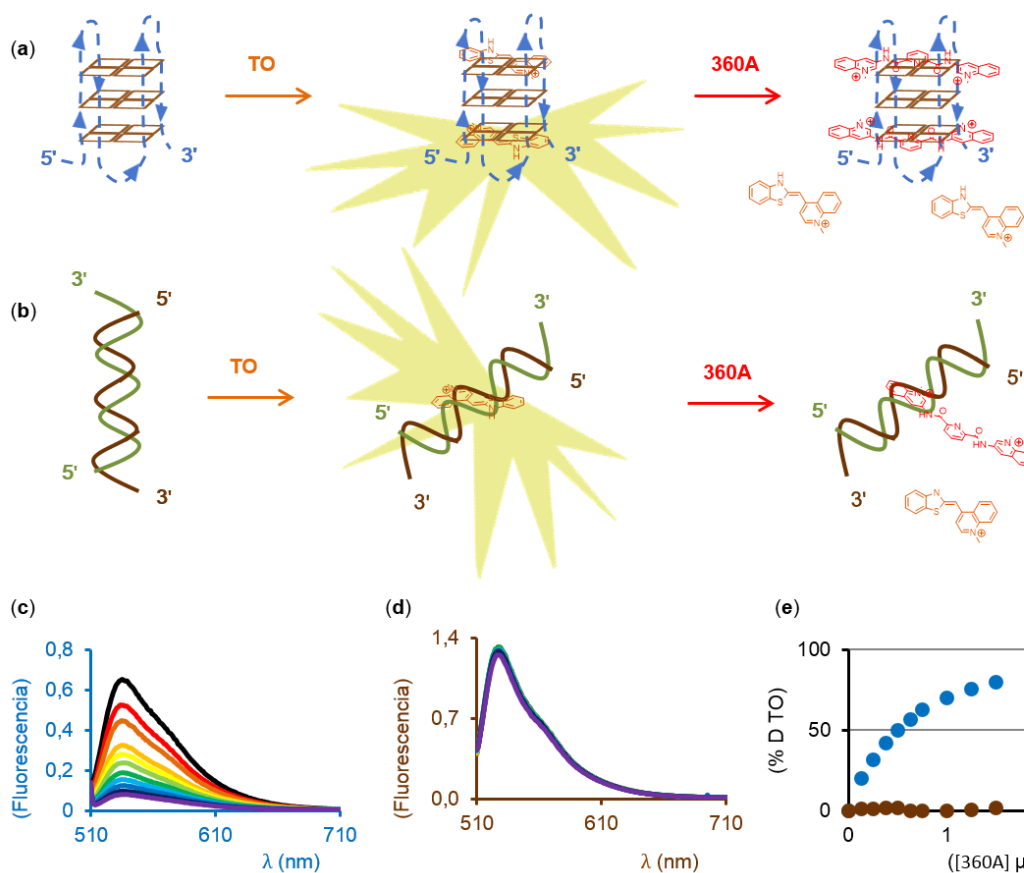 (a)
TO
360A
5'
3'
5'
3'
5'
3'
(b)
3'
5'
5'
3'
TO
3'
5'
5'
3'
360A
3'
5'
5'
3'
(c)
(Fluorescencia)
0,8
0,6
0,4
0,2
0
510
610
710
λ (nm)
(d)
(Fluorescencia)
1,4
0,7
0,0
510
610
710
λ (nm)
(e)
(% D TO)
100
50
0
0
1
([360A] µ